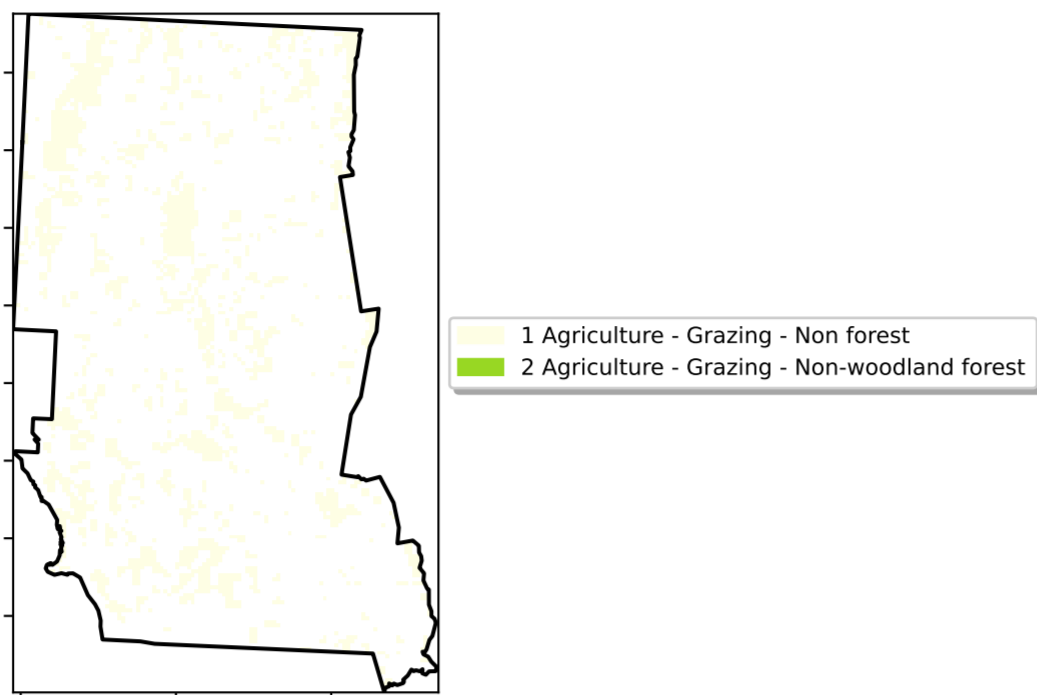 1 Agriculture - Grazing - Non forest
2 Agriculture - Grazing - Non-woodland forest